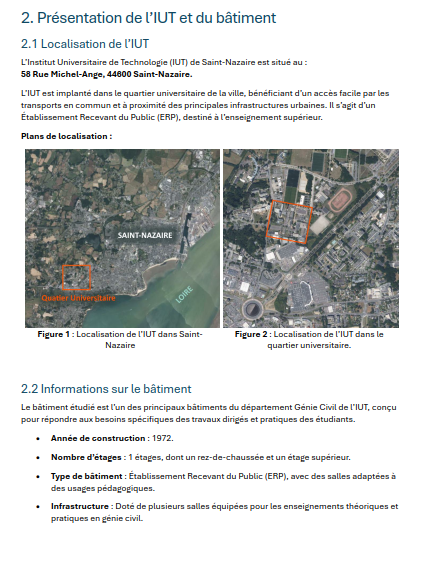 2. Présentation de l’IUT et du bâtiment
2.1 Localisation de l’IUT
L’Institut Universitaire de Technologie (IUT) de Saint-Nazaire est situé au :
58 Rue Michel-Ange, 44600 Saint-Nazaire.
L’IUT est implanté dans le quartier universitaire de la ville, bénéficiant d’un accès facile par les
transports en commun et à proximité des principales infrastructures urbaines. Il s’agit d’un
Établissement Recevant du Public (ERP), destiné à l’enseignement supérieur.
Plans de localisation :
SAINT-NAZAIRE
Quatier Universitaire
LOIRE
Figure 1 : Localisation de l’IUT dans Saint-
Nazaire
Figure 2 : Localisation de l’IUT dans le
quartier universitaire.
2.2 Informations sur le bâtiment
Le bâtiment étudié est l’un des principaux bâtiments du département Génie Civil de l’IUT, conçu
pour répondre aux besoins spécifiques des travaux dirigés et pratiques des étudiants.
• Année de construction : 1972.
• Nombre d’étages : 1 étages, dont un rez-de-chaussée et un étage supérieur.
• Type de bâtiment : Établissement Recevant du Public (ERP), avec des salles adaptées à
des usages pédagogiques.
• Infrastructure : Doté de plusieurs salles équipées pour les enseignements théoriques et
pratiques en génie civil.